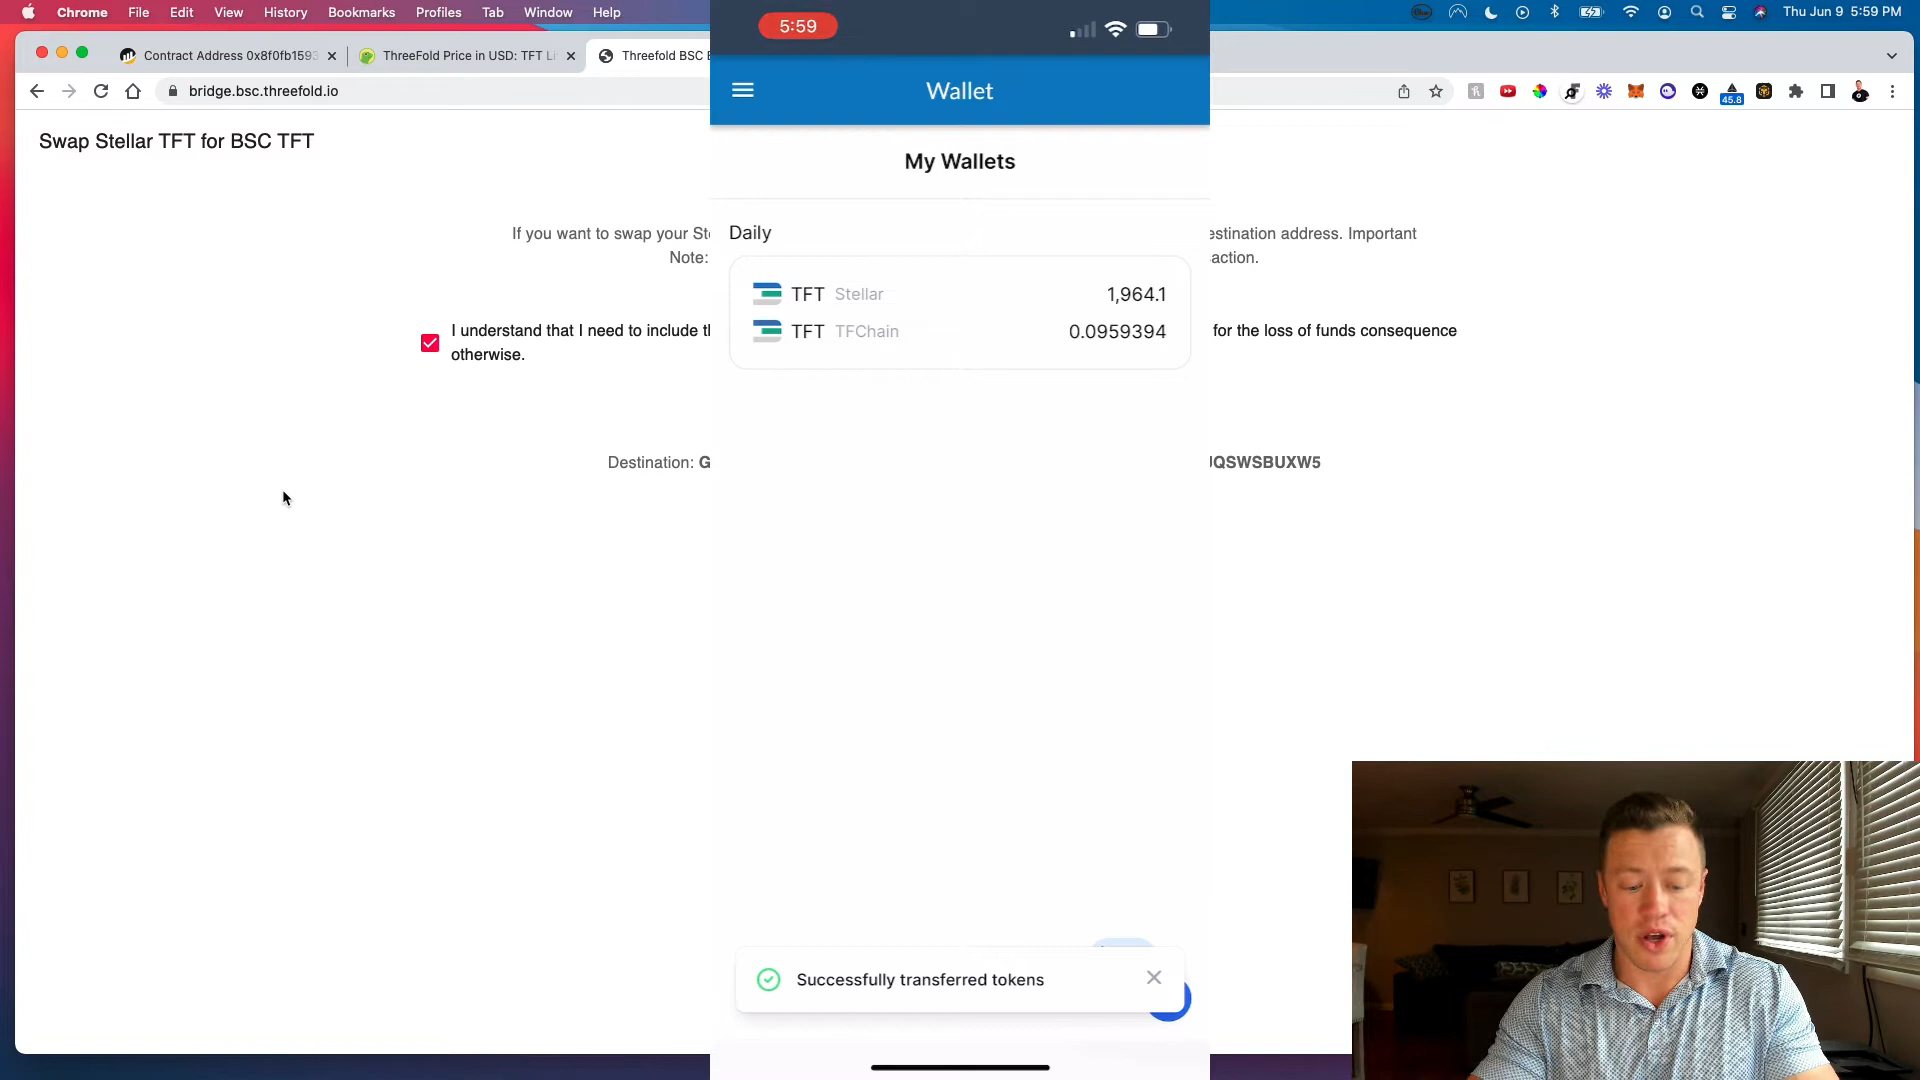 Chrome File Edit View History Bookmarks Profiles Tab Window Help
Thu Jun 9 5:59 PM
5:59
Contract Address 0x8f0fb1593
ThreeFold Price in USD: TFT Li
Threefold BSC
bridge.bsc.threefold.io
45.8
Wallet
Swap Stellar TFT for BSC TFT
My Wallets
If you want to swap your
Daily
estination address. Important
Note:
action.
TFT Stellar 1,964.1
TFT TFChain 0.0959394
I understand that I need to include
for the loss of funds consequence
otherwise.
Destination: G
JQSWSBUXW5
Successfully transferred tokens